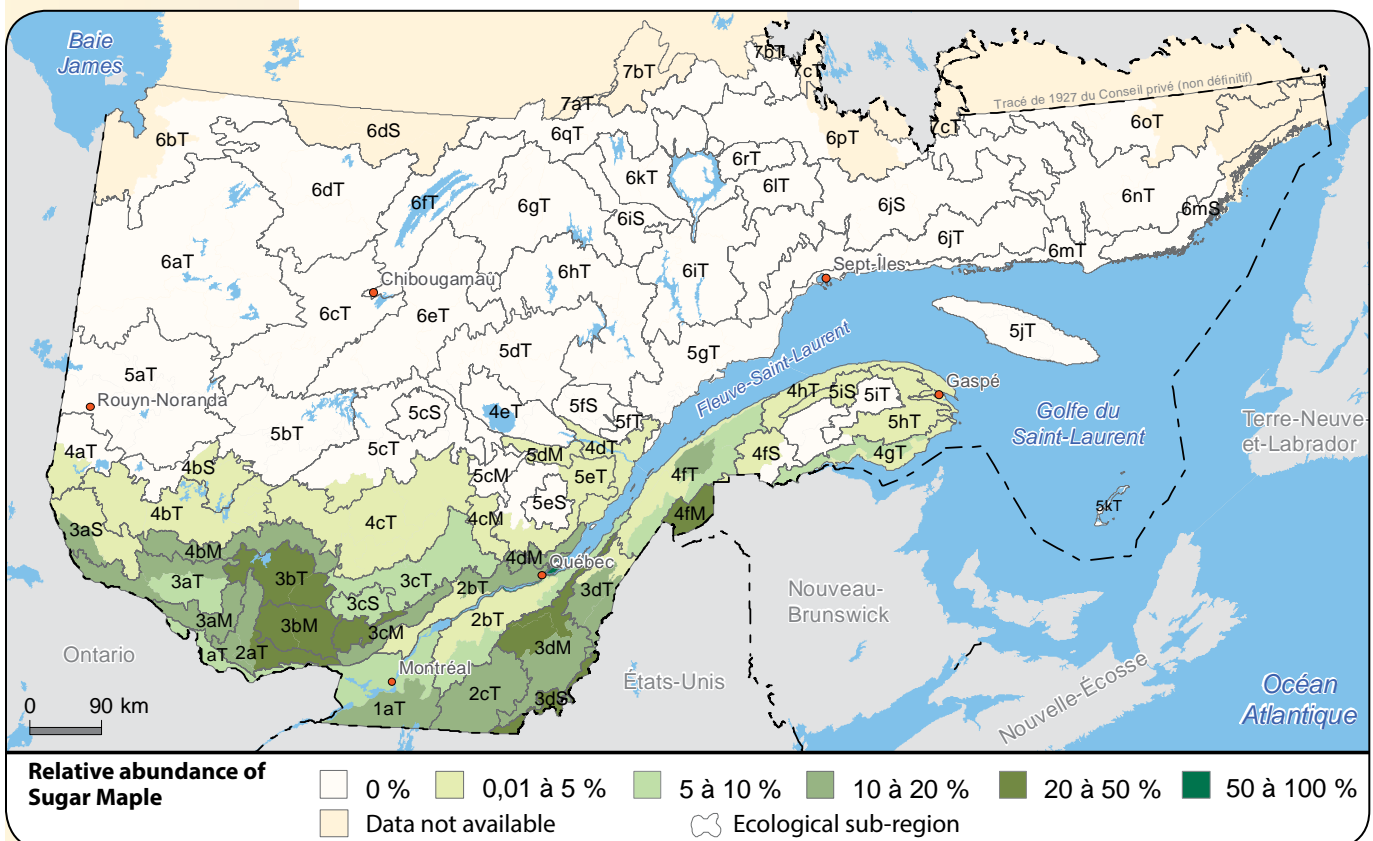 Baie
James
7bT
7bT
7cT
Tracé de 1927 du Conseil privé (non définitif)
7aT
6bT
6dS
6qT
6pT
7cT
6oT
6dT
6fT
6kT
6rT
6lT
6gT
6iS
6jS
6nT
6mS
6aT
6jT
6mT
Chibougamau
6hT
6iT
Sept-Îles
6cT
6eT
5jT
5dT
5gT
5aT
Rouyn-Noranda
Fleuve-Saint-Laurent
Gaspé
4hT
5iS
5iT
5cS
4eT
5fS
5fT
5hT
Golfe du
Saint-Laurent
Terre-Neuve-
et-Labrador
5bT
5cT
4aT
4bS
5dM
4dT
4fS
4gT
5cM
5eT
4fT
5eS
5kT
4bT
4cT
4cM
4fM
3aS
4bM
4dM
Québec
3aT
3bT
3cT
2bT
3dT
Nouveau-
Brunswick
3cS
3aM
3bM
3cM
2bT
Ontario
1aT
2aT
3dM
Montréal
États-Unis
2cT
3dS
1aT
Nouvelle-Écosse
Océan
Atlantique
0 90 km
Relative abundance of
Sugar Maple
0 % 0,01 à 5 % 5 à 10 % 10 à 20 % 20 à 50 % 50 à 100 %
Data not available Ecological sub-region